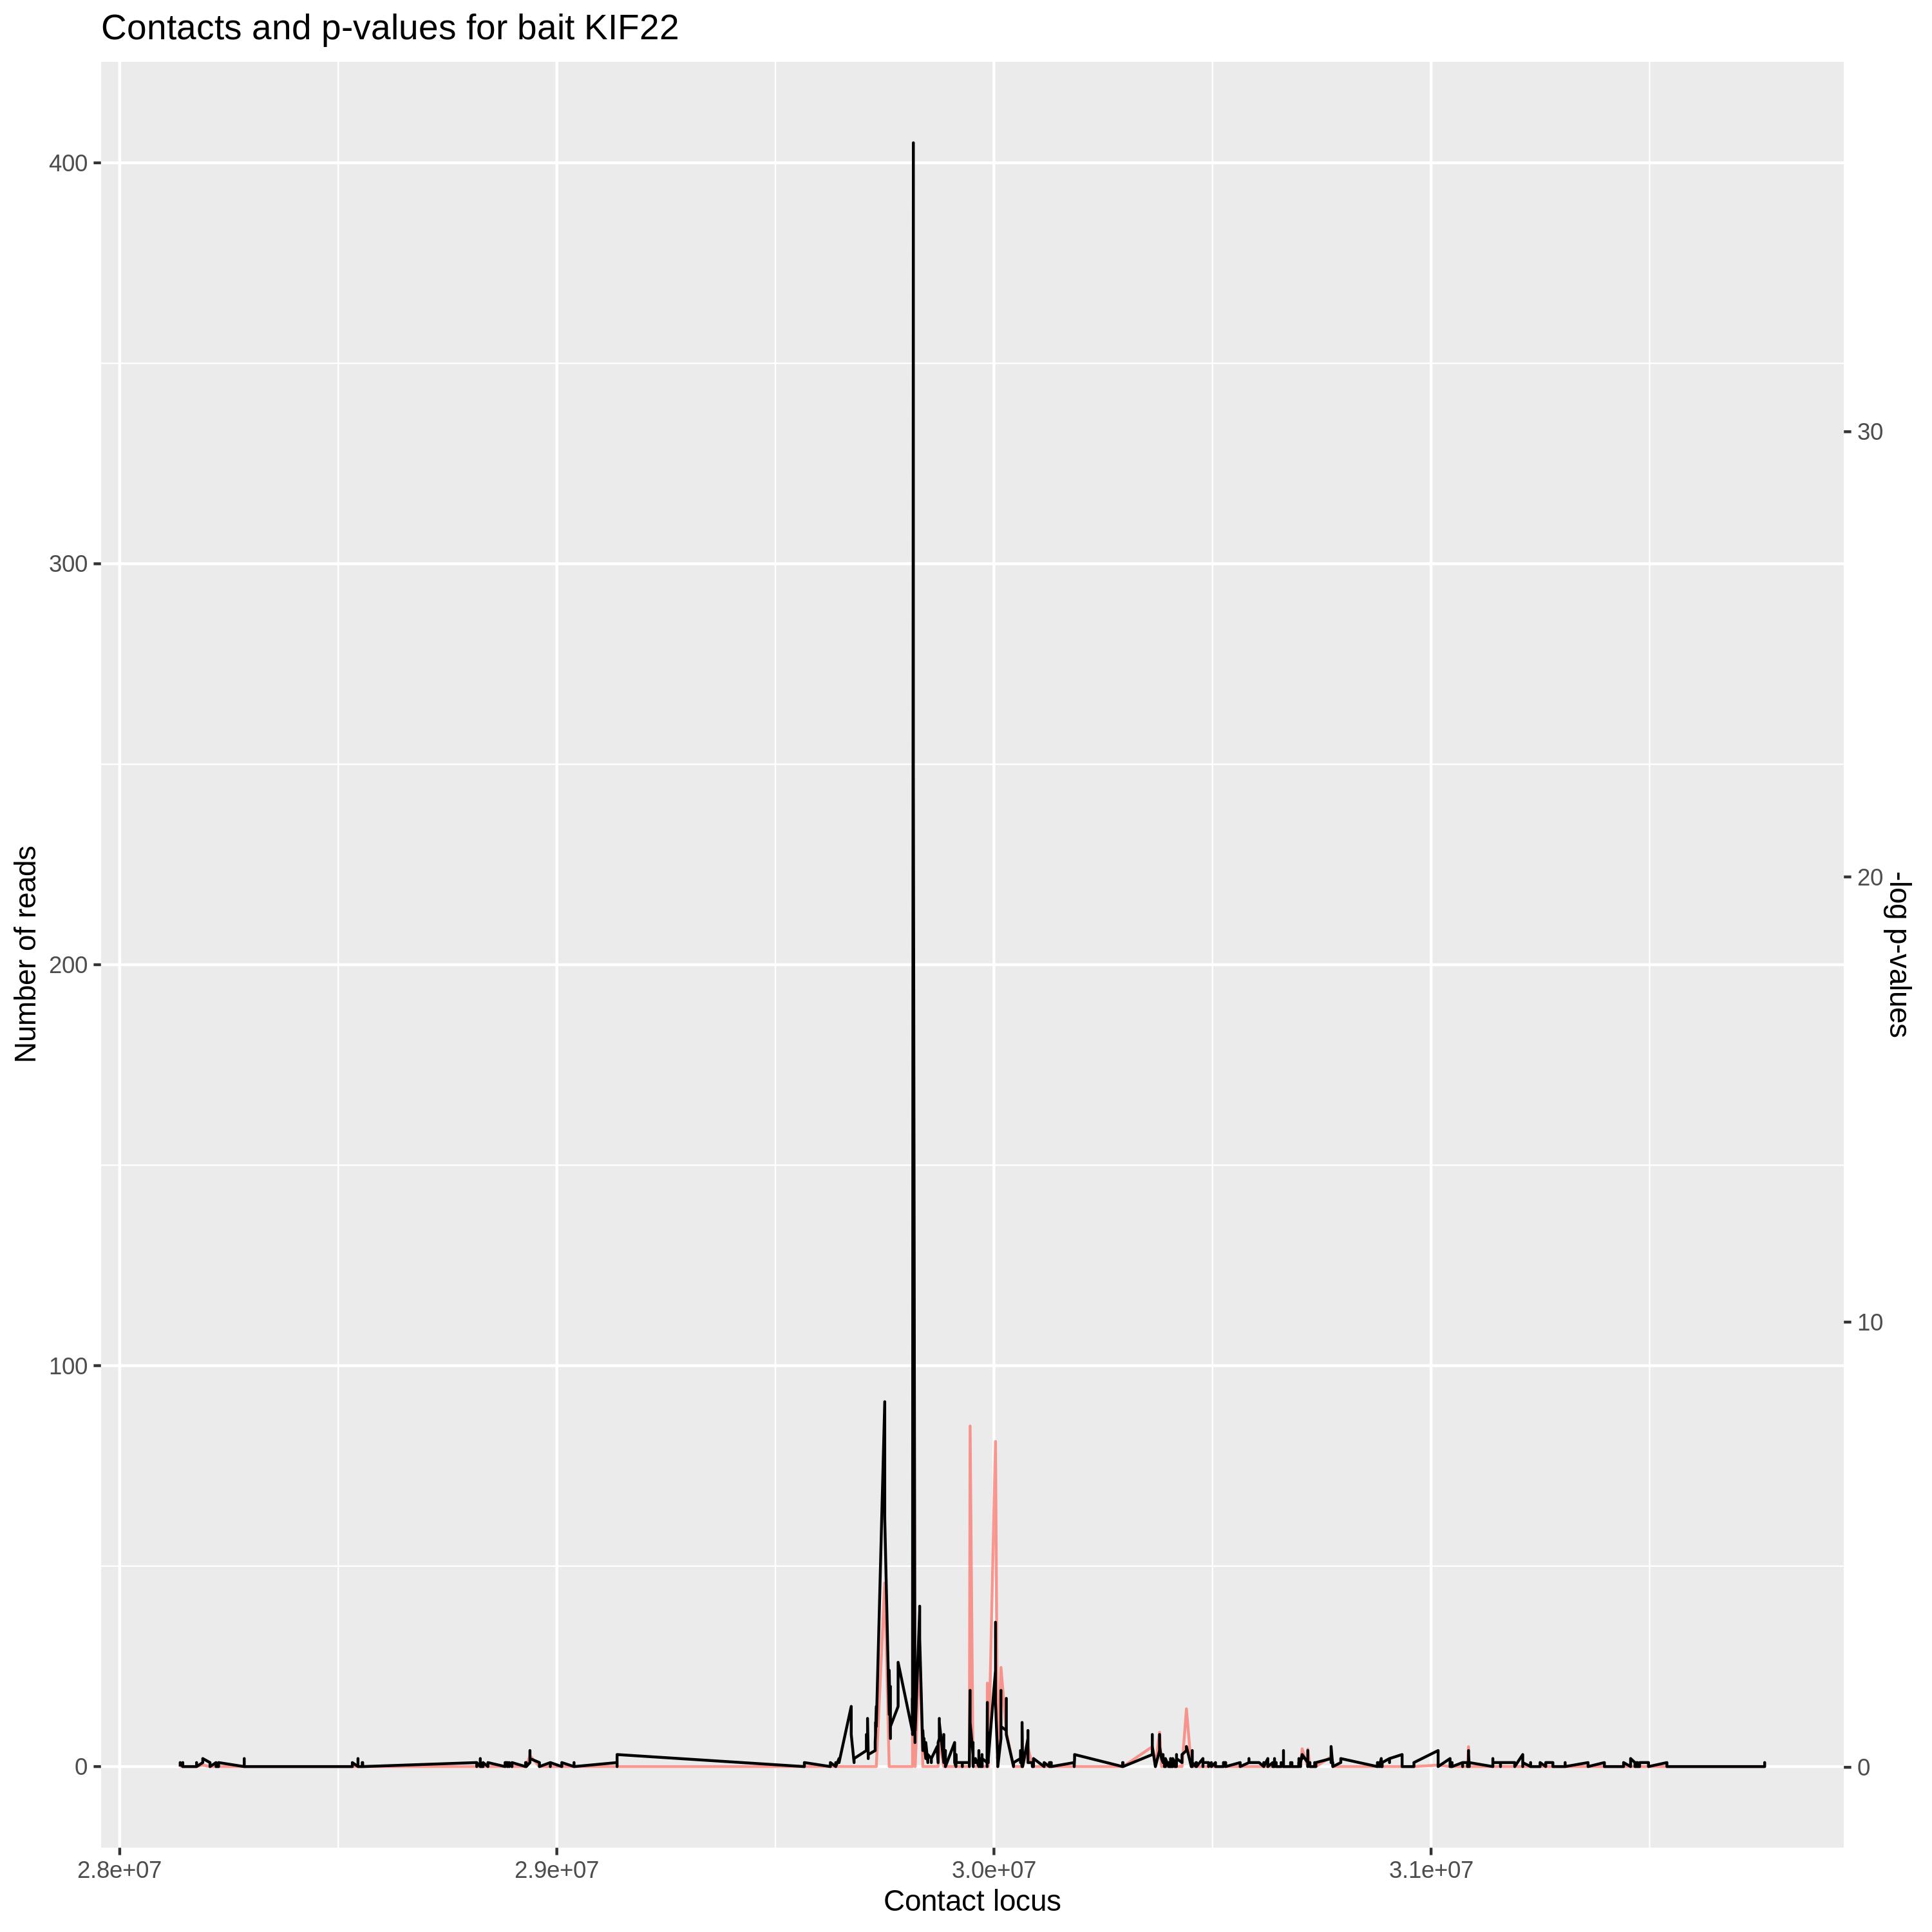 Contacts and p-values for bait KIF22
400
300
200
100
0
Number of reads
30
20
10
0
-log p-values
2.8e+07
2.9e+07
3.0e+07
3.1e+07
Contact locus